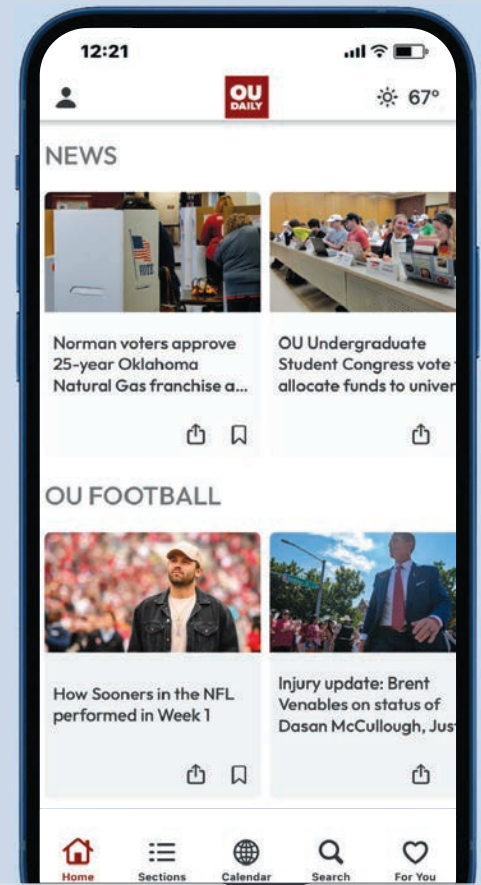 12:21
OU
DAILY
67°
NEWS
VOTE
Norman voters approve
25-year Oklahoma
Natural Gas franchise a...
OU Undergraduate
Student Congress vote
allocate funds to univer
OU FOOTBALL
How Sooners in the NFL
performed in Week 1
Injury update: Brent
Venables on status of
Dasan McCullough, Jus
Home
Sections
Calendar
Search
For You